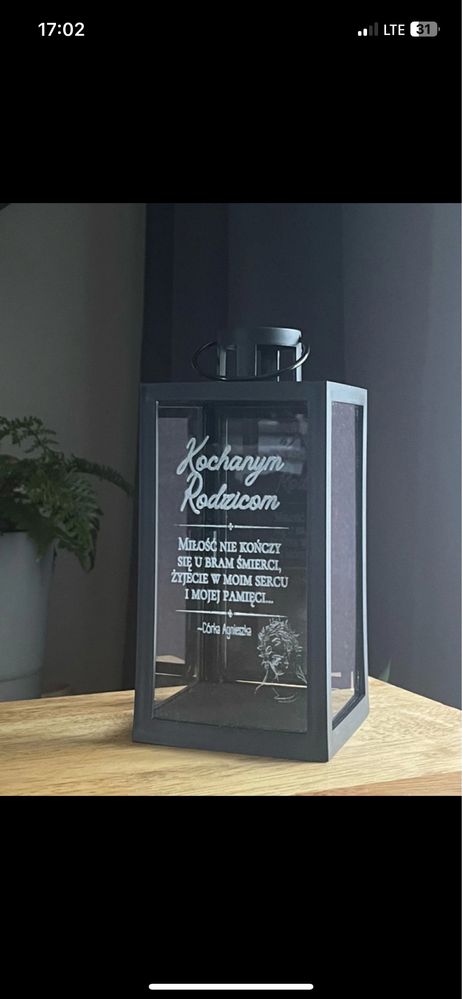 17:02
LTE
31
Kochanym
Rodzicom
MIŁOŚĆ NIE KOŃCZY
SIĘ U BRAM ŚMIERCI,
ŻYJECIE W MOIM SERCU
I MOJEJ PAMIĘCI...
~Córka Agnieszka